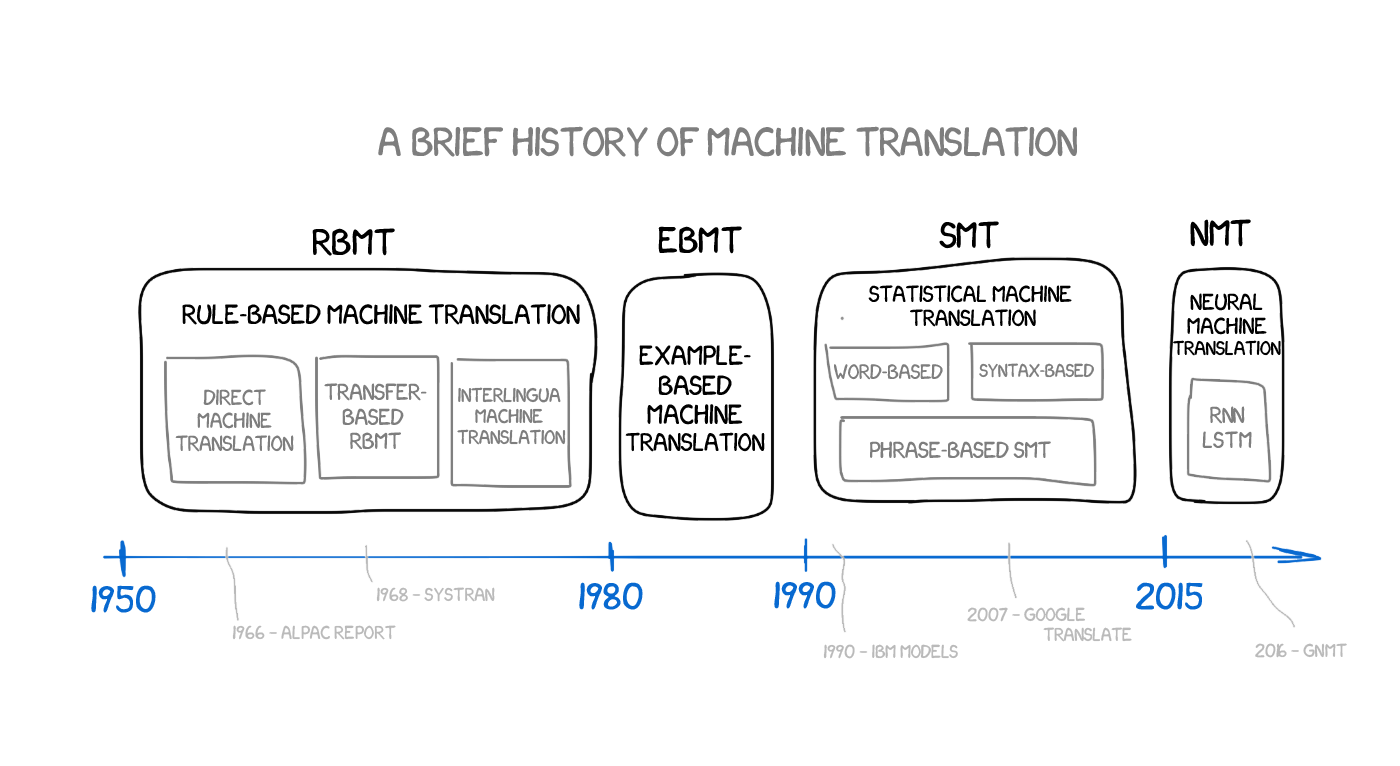 A BRIEF HISTORY OF MACHINE TRANSLATION
RBMT
RULE-BASED MACHINE TRANSLATION
DIRECT
MACHINE
TRANSLATION
TRANSFER-
BASED
RBMT
INTERLINGUA
MACHINE
TRANSLATION
EBMT
EXAMPLE-
BASED
MACHINE
TRANSLATION
SMT
STATISTICAL MACHINE
TRANSLATION
WORD-BASED
SYNTAX-BASED
PHRASE-BASED SMT
NMT
NEURAL
MACHINE
TRANSLATION
RNN
LSTM
1950
1980
1990
2015
1966 - ALPAC REPORT
1968 - SYSTRAN
1990 - IBM MODELS
2007 - GOOGLE
TRANSLATE
2016 - GNMT